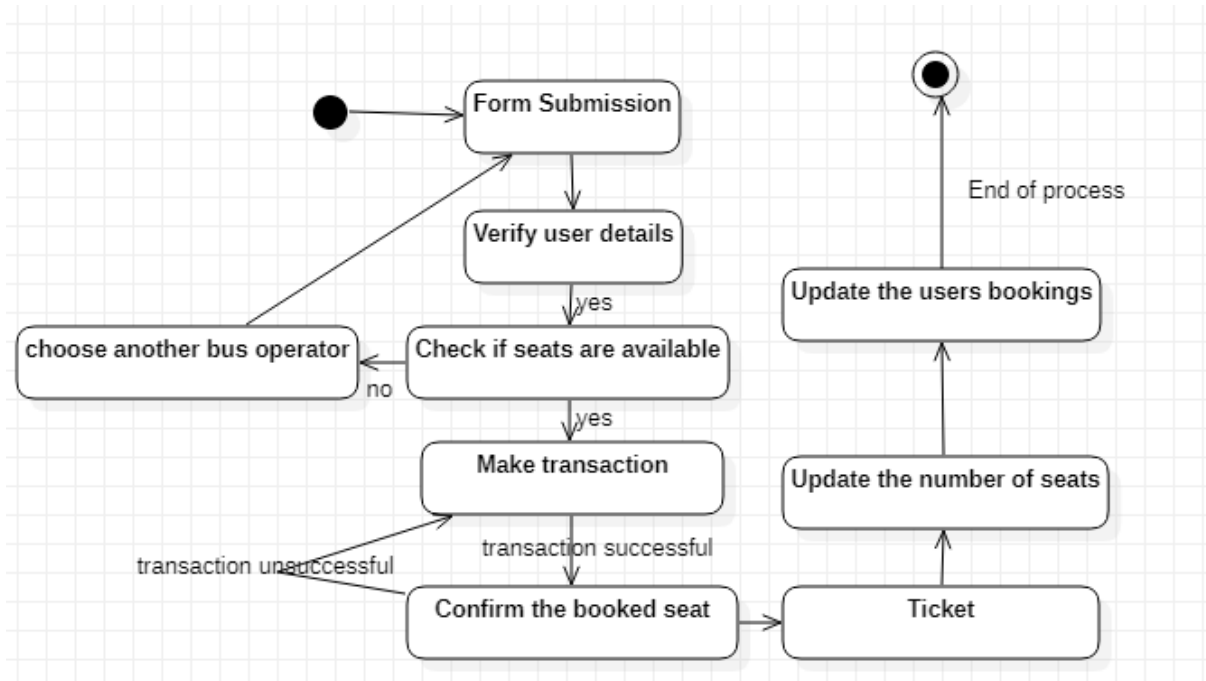 Form Submission
Verify user details
yes
choose another bus operator
Check if seats are available
no
yes
Make transaction
transaction successful
transaction unsuccessful
Confirm the booked seat
Ticket
Update the number of seats
Update the users bookings
End of process